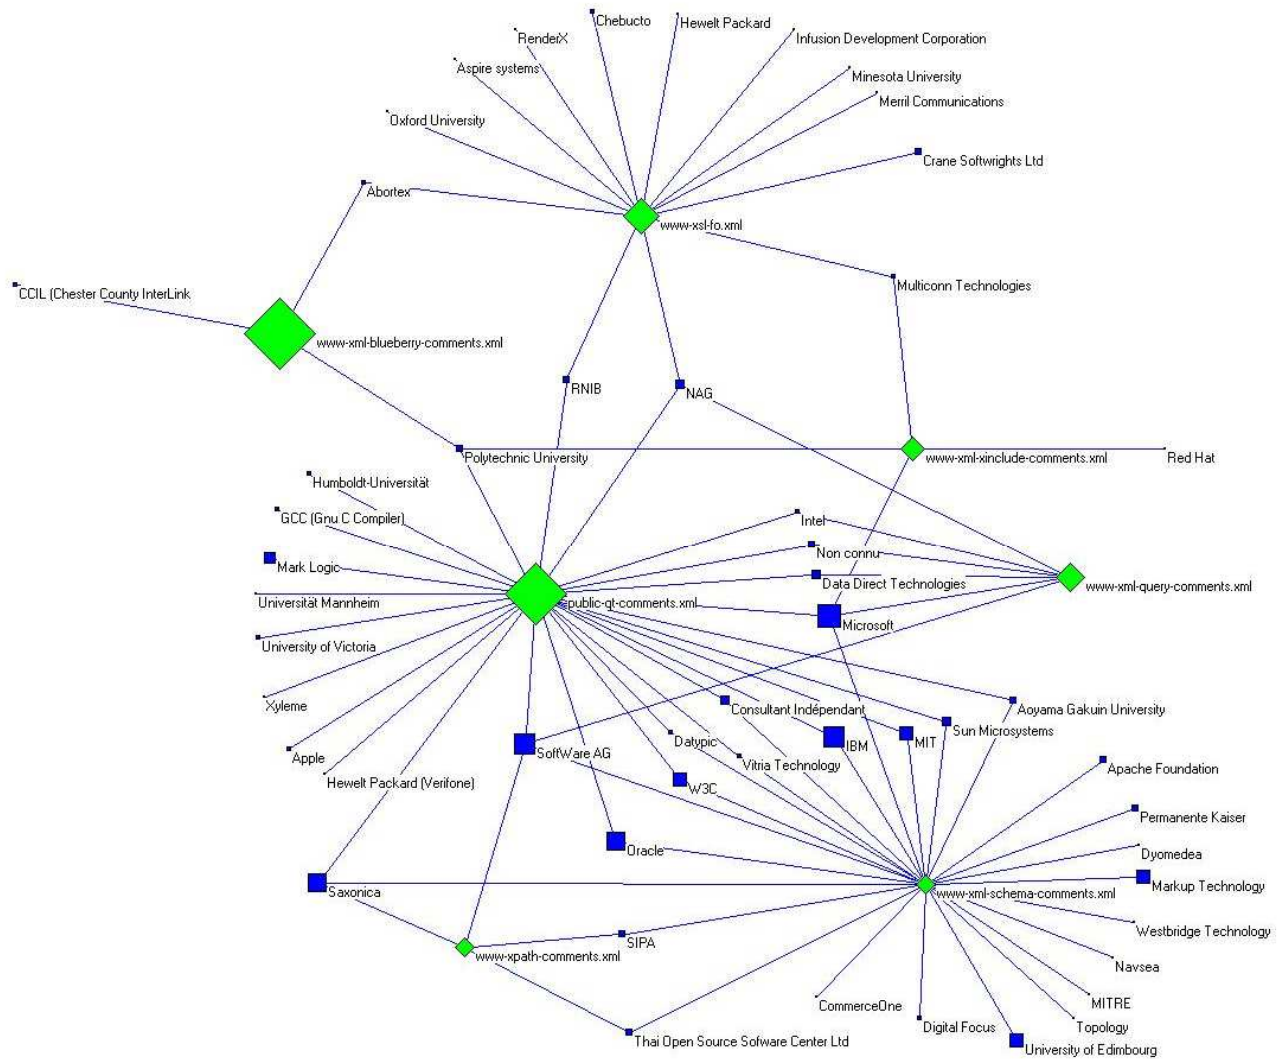 Chebucto
Hewelt Packard
RenderX
Infusion Development Corporation
Aspire systems
Minesota University
Merril Communications
Oxford University
Crane Softwrights Ltd
Abortex
www-xsl-fo.xml
Multiconn Technologies
CCIL (Chester County InterLink
www-xml-blueberry-comments.xml
RNIB
NAG
Polytechnic University
www-xml-xinclude-comments.xml
Red Hat
Humboldt-Universität
GCC (Gnu C Compiler)
Intel
Non connu
Mark Logic
Data Direct Technologies
www-xml-query-comments.xml
Universität Mannheim
public-qt-comments.xml
Microsoft
University of Victoria
Xyleme
Consultant Indépendant
Aoyama Gakuin University
Sun Microsystems
Datypic
IBM
MIT
SoftWare AG
Apple
Vitria Technology
Apache Foundation
Hewelt Packard (Verifone)
W3C
Permanente Kaiser
Oracle
Dyomedea
Saxonica
www-xml-schema-comments.xml
Markup Technology
Westbridge Technology
SIPA
www-xpath-comments.xml
Navsea
CommerceOne
MITRE
Digital Focus
Topology
Thai Open Source Sofware Center Ltd
University of Edimbourg